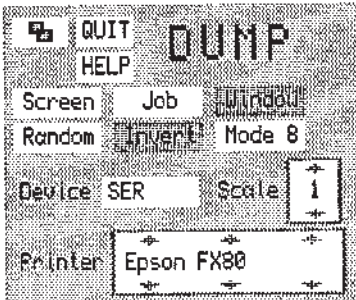 QUIT DUMP
HELP
Screen Job Window
Random Invert Mode 8
Device SER Scale 1
Printer Epson FX80